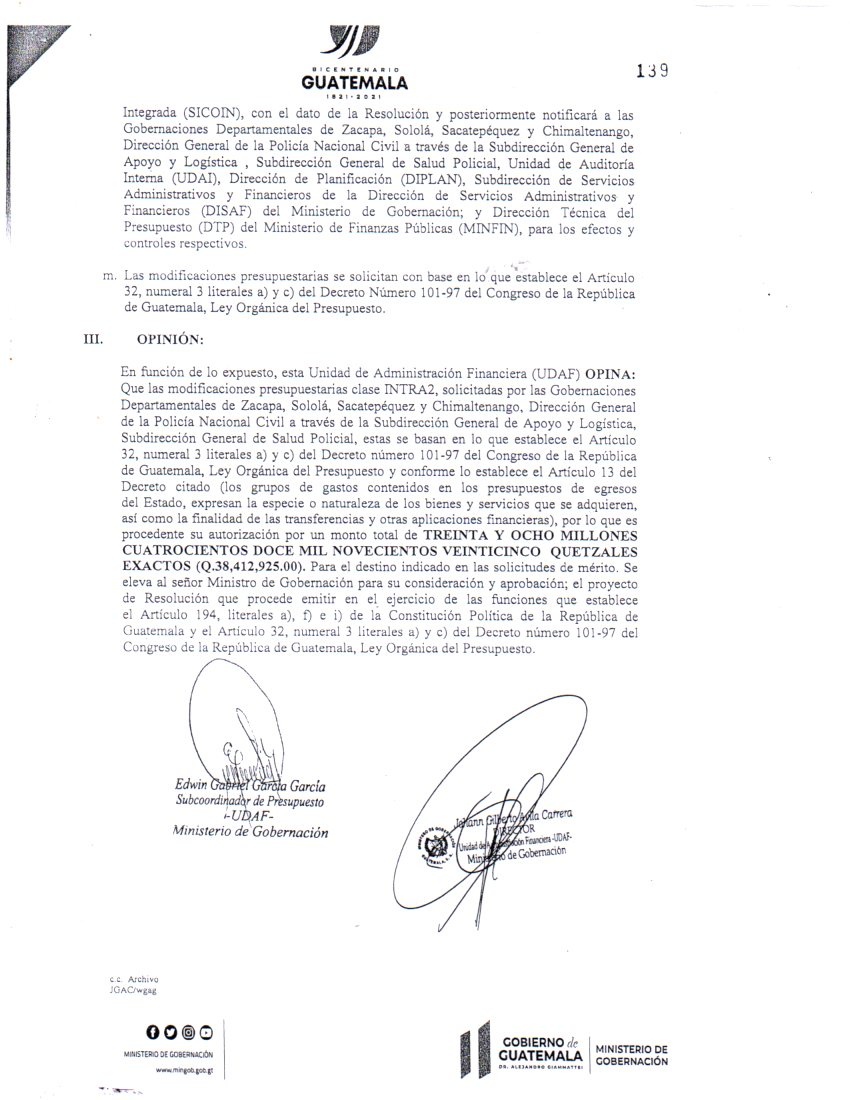 BICENTENARIO
GUATEMALA
1821-2021
139
Integrada (SICOIN), con el dato de la Resolución y posteriormente notificará a las
Gobernaciones Departamentales de Zacapa, Sololá, Sacatepéquez y Chimaltenango,
Dirección General de la Policía Nacional Civil a través de la Subdirección General de
Apoyo y Logística , Subdirección General de Salud Policial, Unidad de Auditoría
Interna (UDAI), Dirección de Planificación (DIPLAN), Subdirección de Servicios
Administrativos y Financieros de la Dirección de Servicios Administrativos y
Financieros (DISAF) del Ministerio de Gobernación; y Dirección Técnica del
Presupuesto (DTP) del Ministerio de Finanzas Públicas (MINFIN), para los efectos y
controles respectivos.
m. Las modificaciones presupuestarias se solicitan con base en lo que establece el Artículo
32, numeral 3 literales a) y c) del Decreto Número 101-97 del Congreso de la República
de Guatemala, Ley Orgánica del Presupuesto.
III. OPINIÓN:
En función de lo expuesto, esta Unidad de Administración Financiera (UDAF) OPINA:
Que las modificaciones presupuestarias clase INTRA2, solicitadas por las Gobernaciones
Departamentales de Zacapa, Sololá, Sacatepéquez y Chimaltenango, Dirección General
de la Policía Nacional Civil a través de la Subdirección General de Apoyo y Logística,
Subdirección General de Salud Policial, estas se basan en lo que establece el Artículo
32, numeral 3 literales a) y c) del Decreto número 101-97 del Congreso de la República
de Guatemala, Ley Orgánica del Presupuesto y conforme lo establece el Artículo 13 del
Decreto citado (los grupos de gastos contenidos en los presupuestos de egresos
del Estado, expresan la especie o naturaleza de los bienes y servicios que se adquieren,
así como la finalidad de las transferencias y otras aplicaciones financieras), por lo que es
procedente su autorización por un monto total de TREINTA Y OCHO MILLONES
CUATROCIENTOS DOCE MIL NOVECIENTOS VEINTICINCO QUETZALES
EXACTOS (Q.38,412,925.00). Para el destino indicado en las solicitudes de mérito. Se
eleva al señor Ministro de Gobernación para su consideración y aprobación; el proyecto
de Resolución que procede emitir en el ejercicio de las funciones que establece
el Artículo 194, literales a), f) e i) de la Constitución Política de la República de
Guatemala y el Artículo 32, numeral 3 literales a) y c) del Decreto número 101-97 del
Congreso de la República de Guatemala, Ley Orgánica del Presupuesto.
Edwin Gabriel García García
Subcoordinador de Presupuesto
-UDAF-
Ministerio de Gobernación
Johann Gilberto Avila Carrera
DIRECTOR
Unidad de Administración Financiera -UDAF-
Ministerio de Gobernación
c.c. Archivo
JGAC/wgag
MINISTERIO DE GOBERNACIÓN
www.mingob.gob.gt
GOBIERNO de
GUATEMALA
DR. ALEJANDRO GIAMMATTEI
MINISTERIO DE
GOBERNACIÓN